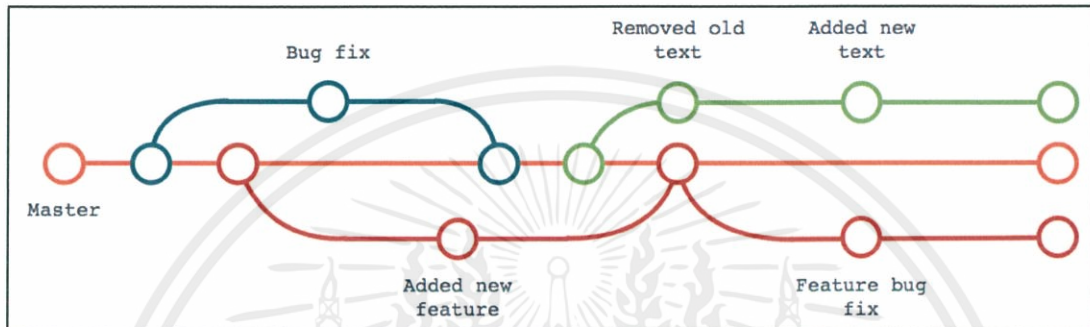 Bug fix
Removed old
text
Added new
text
Master
Added new
feature
Feature bug
fix